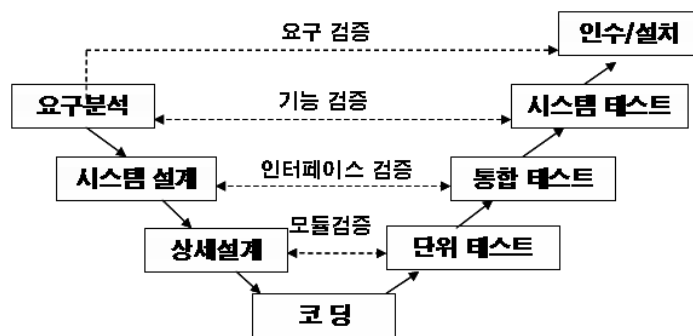 요구 검증
인수/설치
요구분석
기능 검증
시스템 테스트
시스템 설계
인터페이스 검증
통합 테스트
상세설계
모듈검증
단위 테스트
코 딩